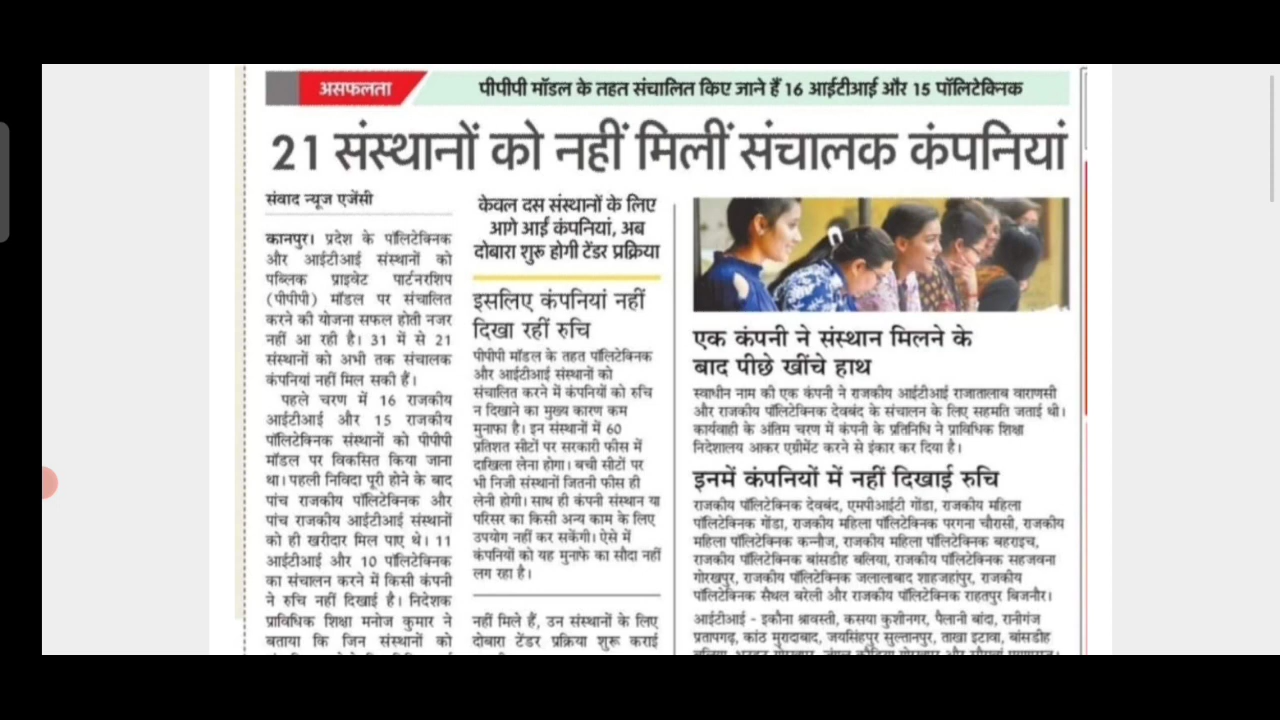 असफलता
पीपीपी मॉडल के तहत संचालित किए जाने हैं 16 आईटीआई और 15 पॉलिटेक्निक
21 संस्थानों को नहीं मिलीं संचालक कंपनियां
संवाद न्यूज एजेंसी
कानपुर। प्रदेश के पॉलिटेक्निक
और आईटीआई संस्थानों को
पब्लिक प्राइवेट पार्टनरशिप
(पीपीपी) मॉडल पर संचालित
करने की योजना सफल होती नजर
नहीं आ रही है। 31 में से 21
संस्थानों को अभी तक संचालक
कंपनियां नहीं मिल सकी हैं।
पहले चरण में 16 राजकीय
आईटीआई और 15 राजकीय
पॉलिटेक्निक संस्थानों को पीपीपी
मॉडल पर विकसित किया जाना
था। पहली निविदा पूरी होने के बाद
पांच राजकीय पॉलिटेक्निक और
पांच राजकीय आईटीआई संस्थानों
को ही खरीदार मिल पाए थे। 11
आईटीआई और 10 पॉलिटेक्निक
का संचालन करने में किसी कंपनी
ने रुचि नहीं दिखाई है। निदेशक
प्राविधिक शिक्षा मनोज कुमार ने
बताया कि जिन संस्थानों को
केवल दस संस्थानों के लिए
आगे आईं कंपनियां, अब
दोबारा शुरू होगी टेंडर प्रक्रिया
इसलिए कंपनियां नहीं
दिखा रहीं रुचि
पीपीपी मॉडल के तहत पॉलिटेक्निक
और आईटीआई संस्थानों को
संचालित करने में कंपनियों को रुचि
न दिखाने का मुख्य कारण कम
मुनाफा है। इन संस्थानों में 60
प्रतिशत सीटों पर सरकारी फीस में
दाखिला लेना होगा। बची सीटों पर
भी निजी संस्थानों जितनी फीस ही
लेनी होगी। साथ ही कंपनी संस्थान या
परिसर का किसी अन्य काम के लिए
उपयोग नहीं कर सकेंगी। ऐसे में
कंपनियों को यह मुनाफे का सौदा नहीं
लग रहा है।
नहीं मिले हैं, उन संस्थानों के लिए
दोबारा टेंडर प्रक्रिया शुरू कराई
एक कंपनी ने संस्थान मिलने के
बाद पीछे खींचे हाथ
स्वाधीन नाम की एक कंपनी ने राजकीय आईटीआई राजातालाब वाराणसी
और राजकीय पॉलिटेक्निक देवबंद के संचालन के लिए सहमति जताई थी।
कार्यवाही के अंतिम चरण में कंपनी के प्रतिनिधि ने प्राविधिक शिक्षा
निदेशालय आकर एग्रीमेंट करने से इंकार कर दिया है।
इनमें कंपनियों में नहीं दिखाई रुचि
राजकीय पॉलिटेक्निक देवबंद, एमपीआईटी गोंडा, राजकीय महिला
पॉलिटेक्निक गोंडा, राजकीय महिला पॉलिटेक्निक परगना चौरासी, राजकीय
महिला पॉलिटेक्निक कन्नौज, राजकीय महिला पॉलिटेक्निक बहराइच,
राजकीय पॉलिटेक्निक बांसडीह बलिया, राजकीय पॉलिटेक्निक सहजवना
गोरखपुर, राजकीय पॉलिटेक्निक जलालाबाद शाहजहांपुर, राजकीय
पॉलिटेक्निक सैथल बरेली और राजकीय पॉलिटेक्निक राहतपुर बिजनौर।
आईटीआई - इकौना श्रावस्ती, कसया कुशीनगर, पैलानी बांदा, रानीगंज
प्रतापगढ़, कांठ मुरादाबाद, जयसिंहपुर सुल्तानपुर, ताखा इटावा, बांसडीह